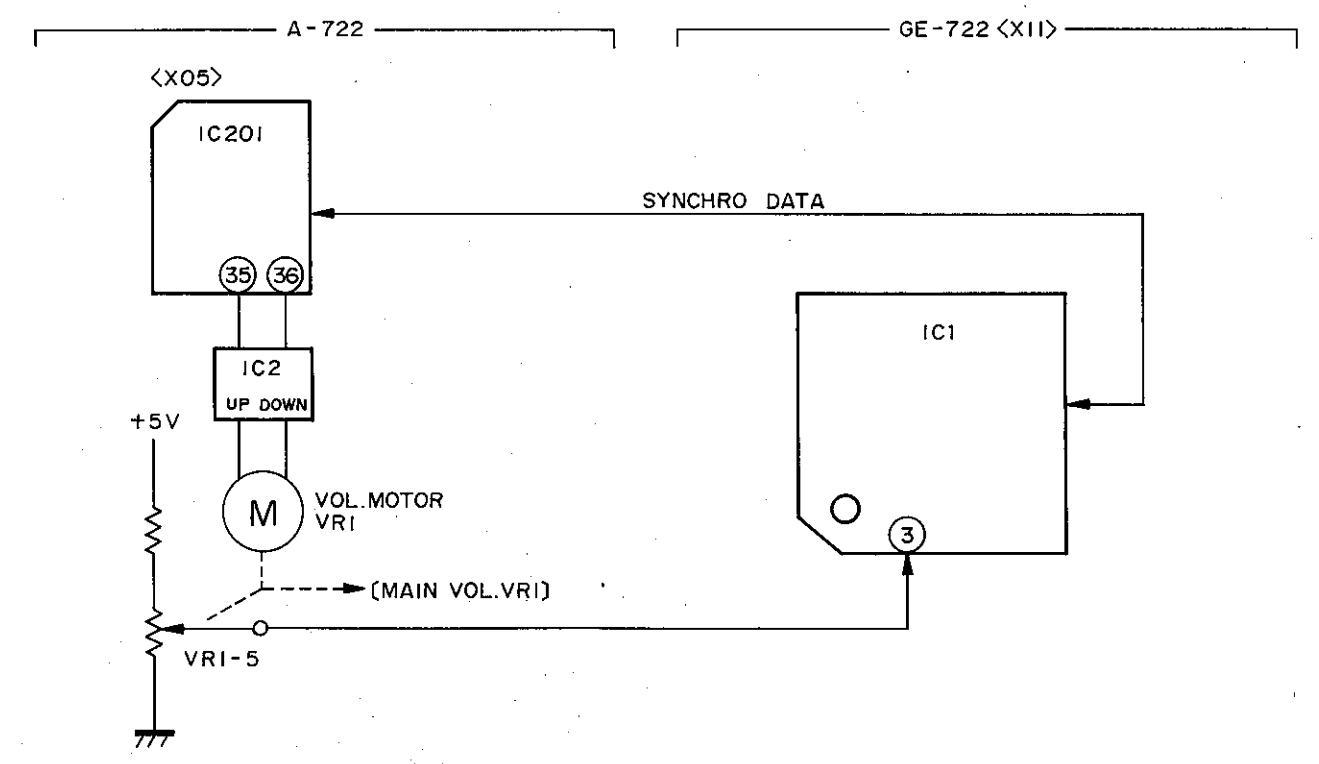 A-722
GE-722 <X11>
<X05>
IC201
SYNCHRO DATA
35 36
IC1
IC2
UP DOWN
+5V
M
VOL.MOTOR
VR1
3
[MAIN VOL.VR1]
VR1-5